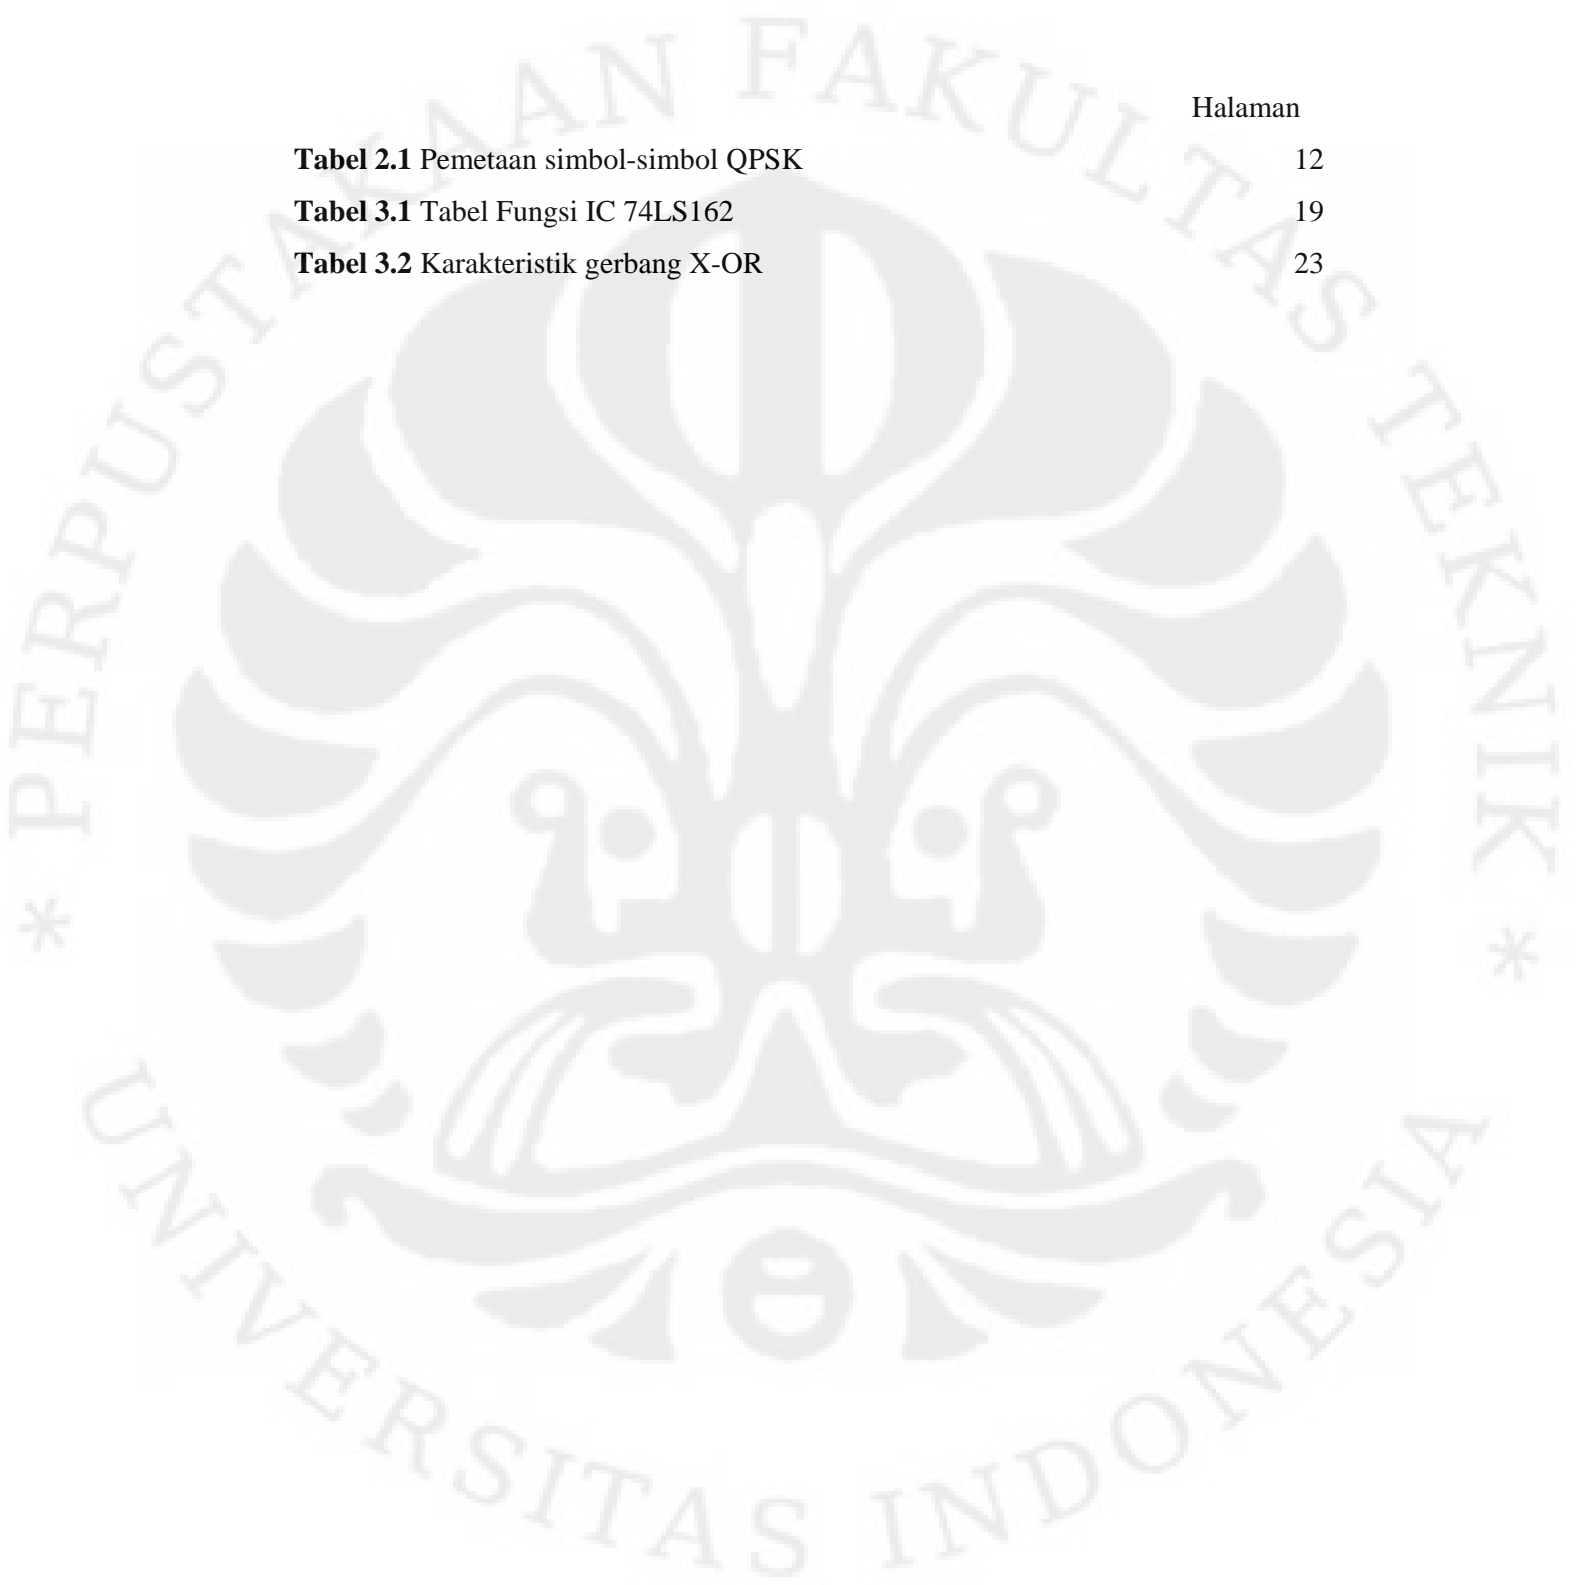 Halaman
Tabel 2.1 Pemetaan simbol-simbol QPSK 12
Tabel 3.1 Tabel Fungsi IC 74LS162 19
Tabel 3.2 Karakteristik gerbang X-OR 23
* PERPUSTAKAAN FAKULTAS TEKNIK *
UNIVERSITAS INDONESIA